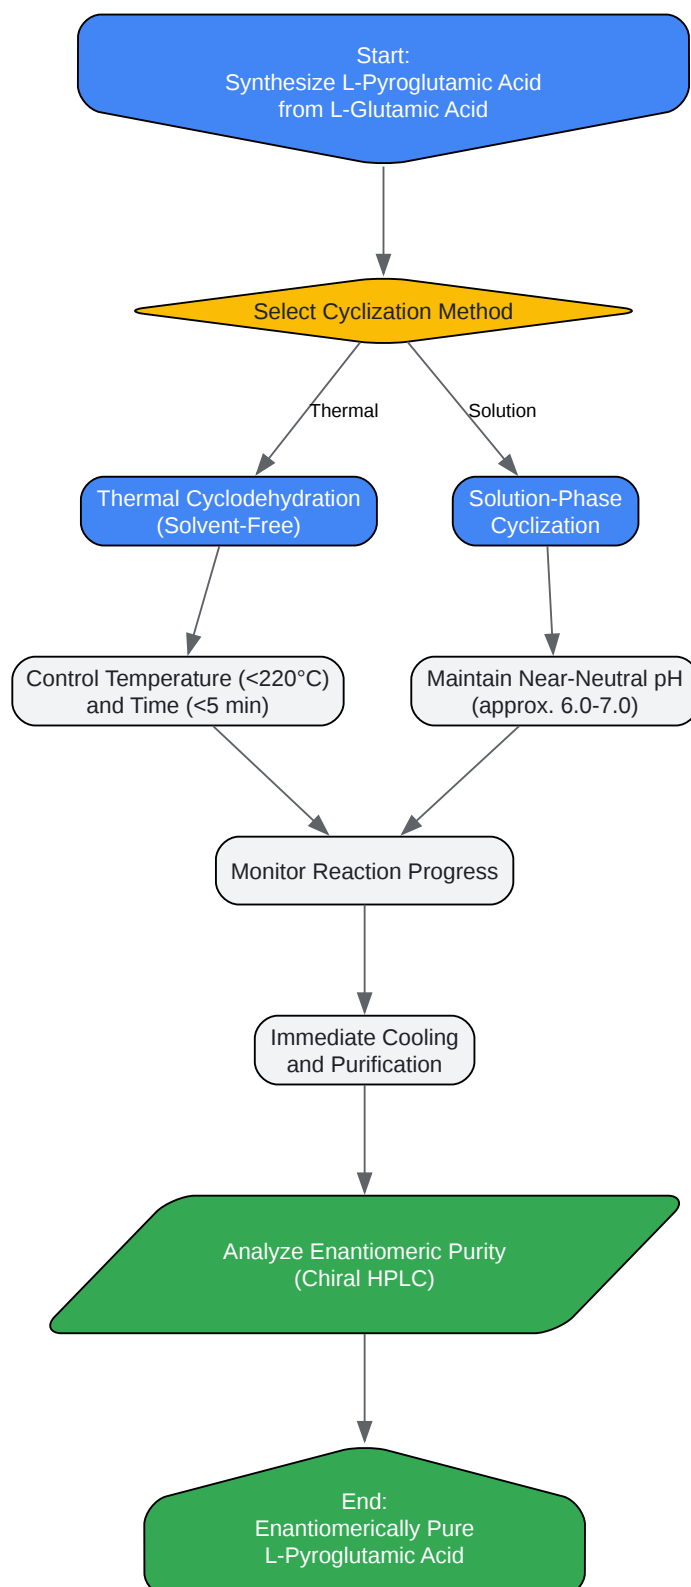 Start:
Synthesize L-Pyroglutamic Acid
from L-Glutamic Acid
Select Cyclization Method
Thermal
Solution
Thermal Cyclodehydration
(Solvent-Free)
Solution-Phase
Cyclization
Control Temperature (<220°C)
and Time (<5 min)
Maintain Near-Neutral pH
(approx. 6.0-7.0)
Monitor Reaction Progress
Immediate Cooling
and Purification
Analyze Enantiomeric Purity
(Chiral HPLC)
End:
Enantiomerically Pure
L-Pyroglutamic Acid